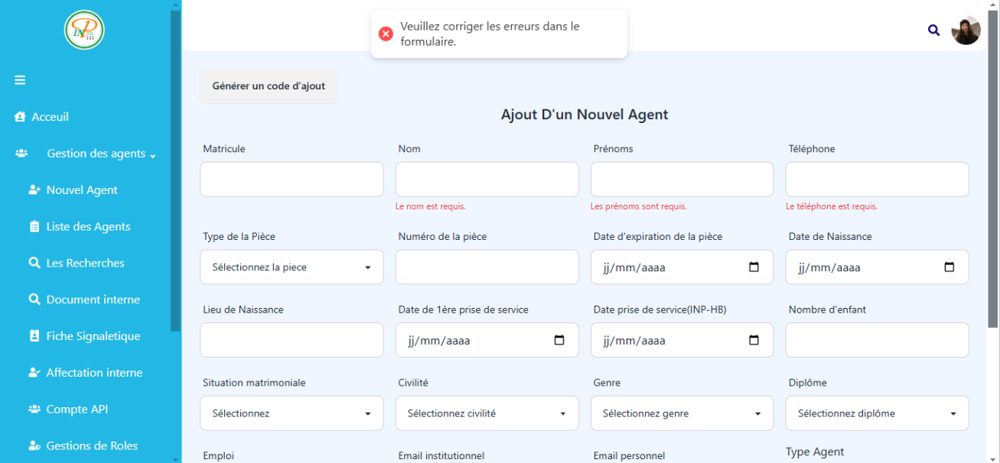 INP
Veuillez corriger les erreurs dans le
formulaire.
Acceuil
Gestion des agents
Nouvel Agent
Liste des Agents
Les Recherches
Document interne
Fiche Signaletique
Affectation interne
Compte API
Gestions de Roles
Générer un code d'ajout
Ajout D'un Nouvel Agent
Matricule
Nom
Prénoms
Téléphone
Le nom est requis.
Les prénoms sont requis.
Le téléphone est requis.
Type de la Pièce
Numéro de la pièce
Date d'expiration de la pièce
Date de Naissance
Sélectionnez la piece
jj/mm/aaaa
jj/mm/aaaa
Lieu de Naissance
Date de 1ère prise de service
Date prise de service(INP-HB)
Nombre d'enfant
jj/mm/aaaa
jj/mm/aaaa
Situation matrimoniale
Civilité
Genre
Diplôme
Sélectionnez
Sélectionnez civilité
Sélectionnez genre
Sélectionnez diplôme
Emploi
Email institutionnel
Email personnel
Type Agent